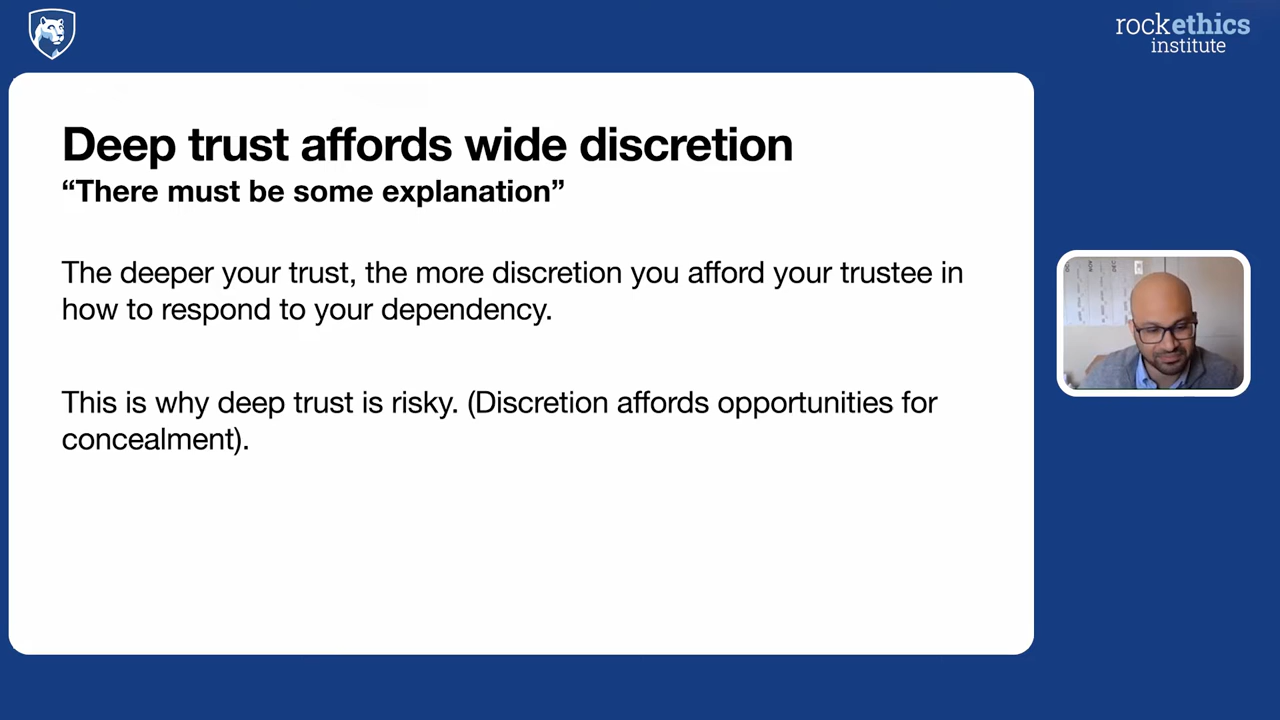 rockethics
institute
Deep trust affords wide discretion
“There must be some explanation”
The deeper your trust, the more discretion you afford your trustee in
how to respond to your dependency.
This is why deep trust is risky. (Discretion affords opportunities for
concealment).